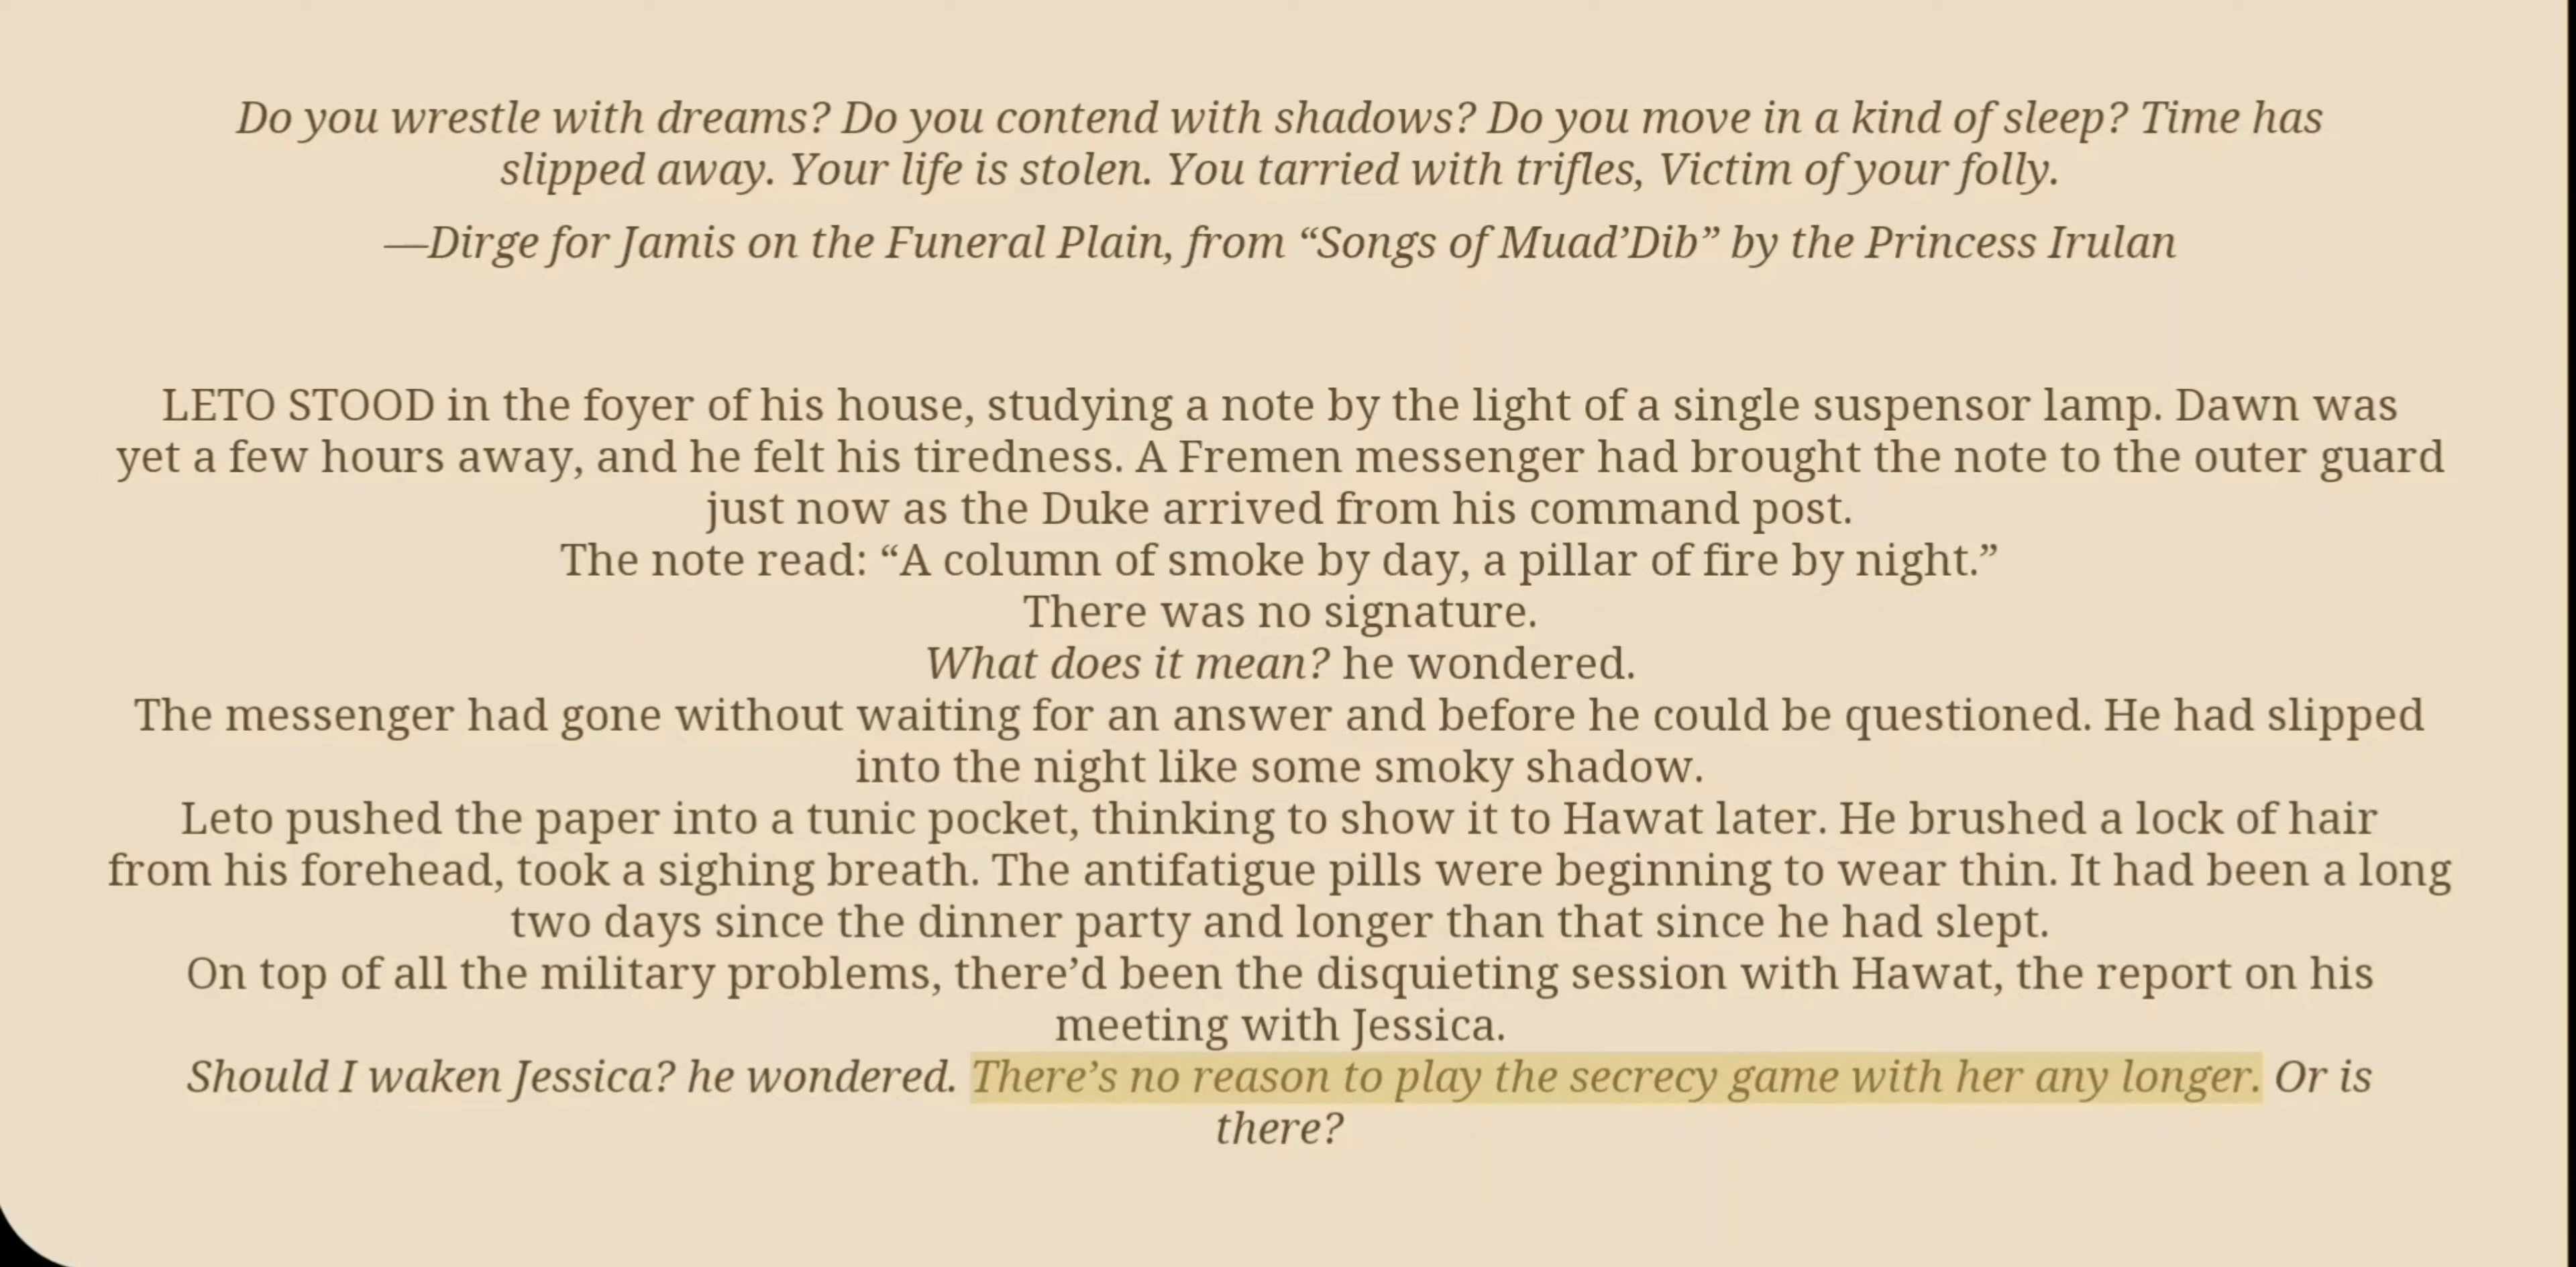 Do you wrestle with dreams? Do you contend with shadows? Do you move in a kind of sleep? Time has
slipped away. Your life is stolen. You tarried with trifles, Victim of your folly.
—Dirge for Jamis on the Funeral Plain, from “Songs of Muad’Dib” by the Princess Irulan
LETO STOOD in the foyer of his house, studying a note by the light of a single suspensor lamp. Dawn was
yet a few hours away, and he felt his tiredness. A Fremen messenger had brought the note to the outer guard
just now as the Duke arrived from his command post.
The note read: “A column of smoke by day, a pillar of fire by night.”
There was no signature.
What does it mean? he wondered.
The messenger had gone without waiting for an answer and before he could be questioned. He had slipped
into the night like some smoky shadow.
Leto pushed the paper into a tunic pocket, thinking to show it to Hawat later. He brushed a lock of hair
from his forehead, took a sighing breath. The antifatigue pills were beginning to wear thin. It had been a long
two days since the dinner party and longer than that since he had slept.
On top of all the military problems, there’d been the disquieting session with Hawat, the report on his
meeting with Jessica.
Should I waken Jessica? he wondered. There’s no reason to play the secrecy game with her any longer. Or is
there?